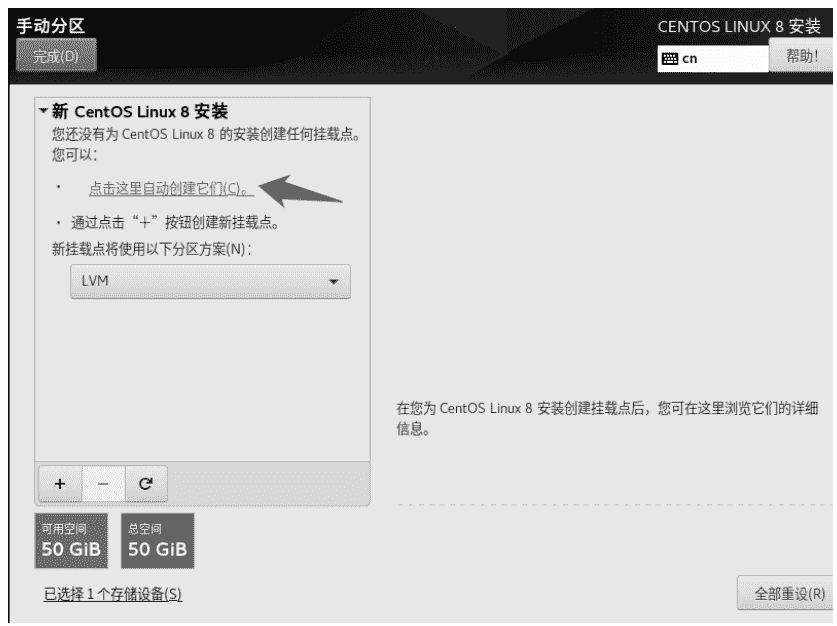 手动分区
CENTOS LINUX 8 安装
完成(D)
cn
帮助!
新 CentOS Linux 8 安装
您还没有为 CentOS Linux 8 的安装创建任何挂载点。
您可以:
· 点击这里自动创建它们(C)。
· 通过点击“+”按钮创建新挂载点。
新挂载点将使用以下分区方案(N):
LVM
在您为 CentOS Linux 8 安装创建挂载点后，您可在这里浏览它们的详细
信息。
+ −
可用空间
50 GiB
总空间
50 GiB
已选择 1 个存储设备(S)
全部重设(R)